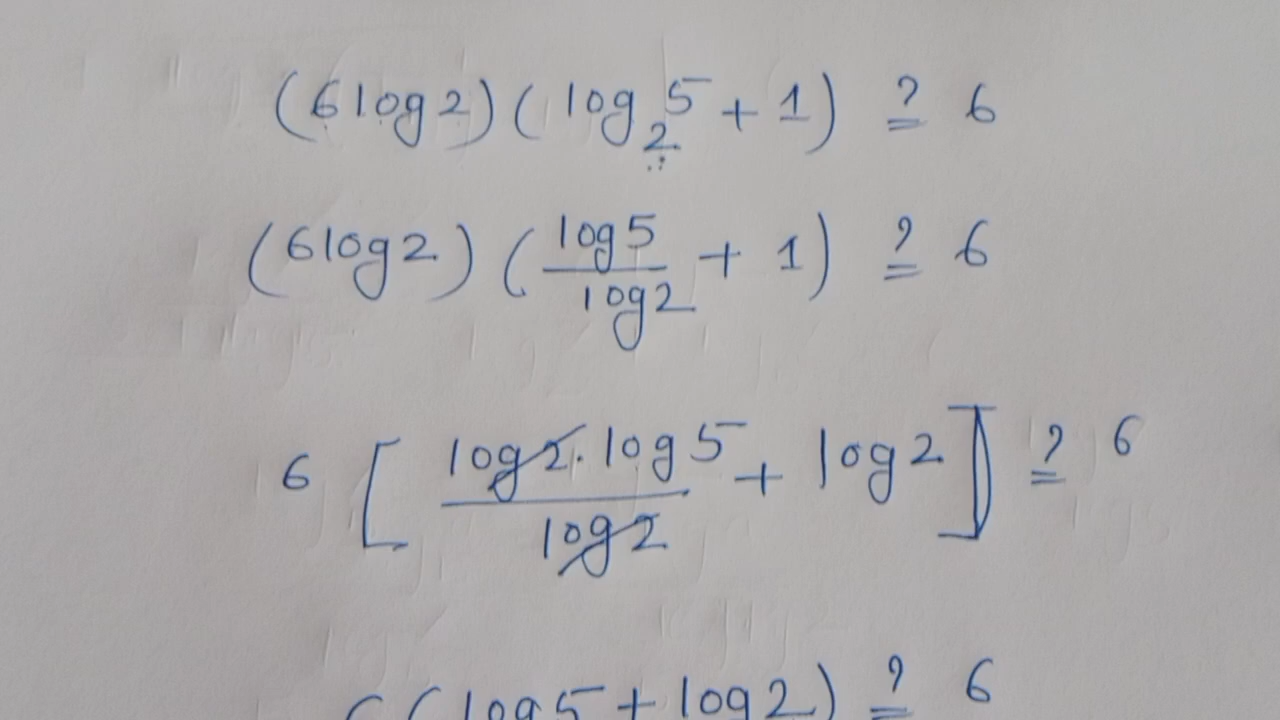 (6log2)(log₂5+1) ≟ 6
(6log2)(log5/log2 + 1) ≟ 6
6[log2·log5/log2 + log2] ≟ 6
6(log5+log2) ≟ 6